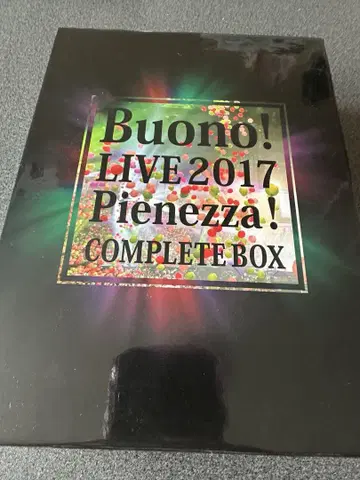 Buono!
LIVE 2017
Pienezza!
COMPLETE BOX